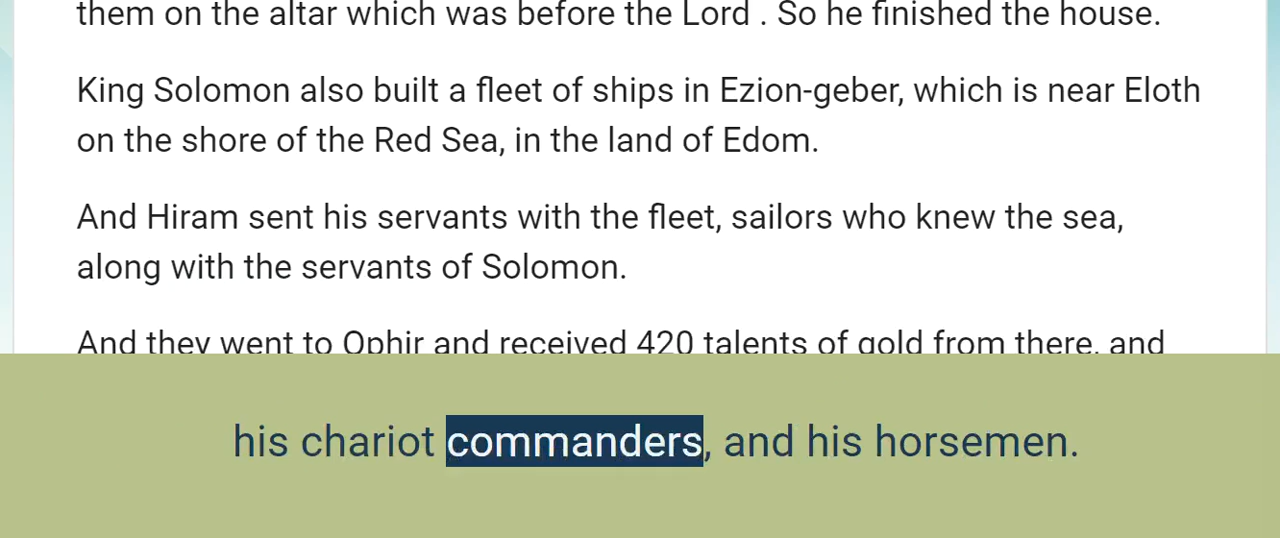 them on the altar which was before the Lord . So he finished the house.
King Solomon also built a fleet of ships in Ezion-geber, which is near Eloth
on the shore of the Red Sea, in the land of Edom.
And Hiram sent his servants with the fleet, sailors who knew the sea,
along with the servants of Solomon.
And they went to Ophir and received 420 talents of gold from there, and
his chariot commanders, and his horsemen.